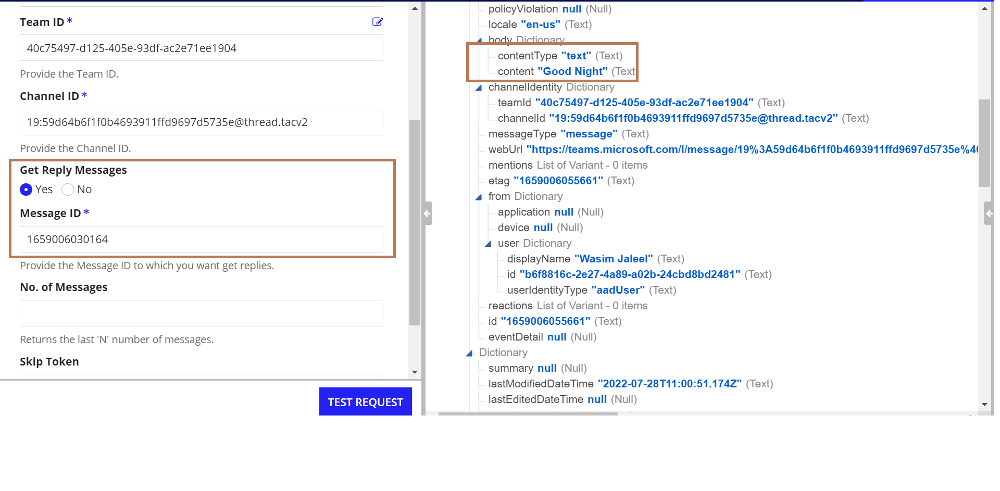 Team ID *
40c75497-d125-405e-93df-ac2e71ee1904
Provide the Team ID.
Channel ID *
19:59d64b6f1f0b4693911ffd9697d5735e@thread.tacv2
Provide the Channel ID.
Get Reply Messages
Yes No
Message ID *
1659006030164
Provide the Message ID to which you want get replies.
No. of Messages
Returns the last 'N' number of messages.
Skip Token
TEST REQUEST
policyViolation null (Null)
locale "en-us" (Text)
body Dictionary
contentType "text" (Text)
content "Good Night" (Text
channelIdentity Dictionary
teamId "40c75497-d125-405e-93df-ac2e71ee1904" (Text)
channelId "19:59d64b6f1f0b4693911ffd9697d5735e@thread.tacv2" (Text)
messageType "message" (Text)
webUrl "https://teams.microsoft.com/l/message/19%3A59d64b6f1f0b4693911ffd9697d5735e%40
mentions List of Variant - 0 items
etag "1659006055661" (Text)
from Dictionary
application null (Null)
device null (Null)
user Dictionary
displayName "Wasim Jaleel" (Text)
id "b6f8816c-2e27-4a89-a02b-24cbd8bd2481" (Text)
userIdentityType "aadUser" (Text)
reactions List of Variant - 0 items
id "1659006055661" (Text)
eventDetail null (Null)
Dictionary
summary null (Null)
lastModifiedDateTime "2022-07-28T11:00:51.174Z" (Text)
lastEditedDateTime null (Null)